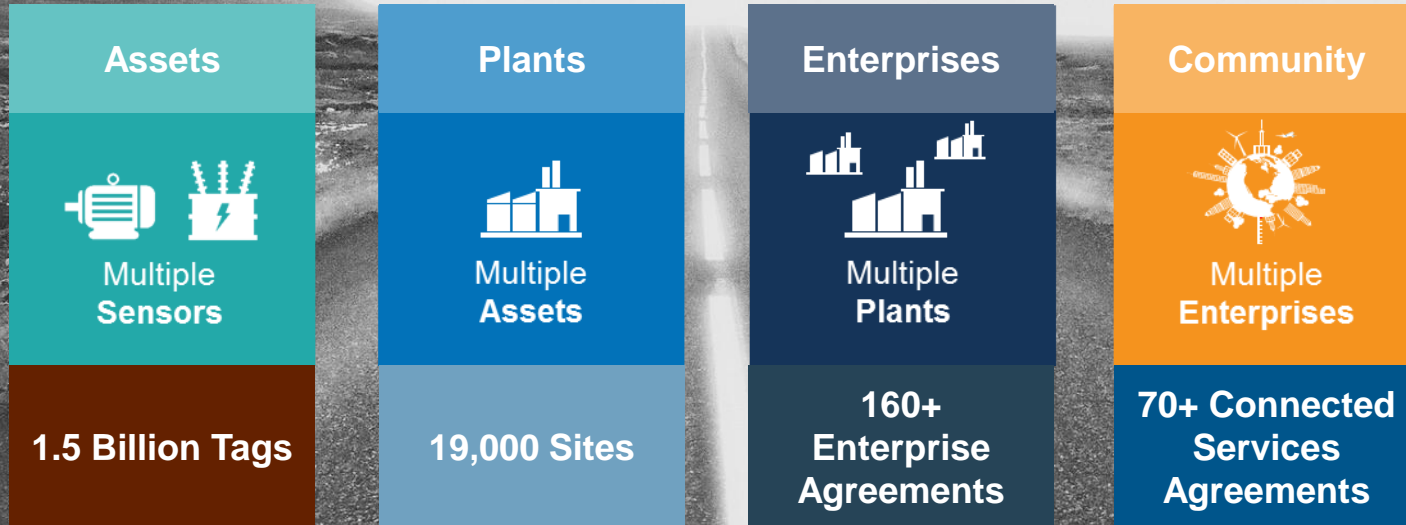 Assets
Multiple
Sensors
1.5 Billion Tags
Plants
Multiple
Assets
19,000 Sites
Enterprises
Multiple
Plants
160+
Enterprise
Agreements
Community
Multiple
Enterprises
70+ Connected
Services
Agreements